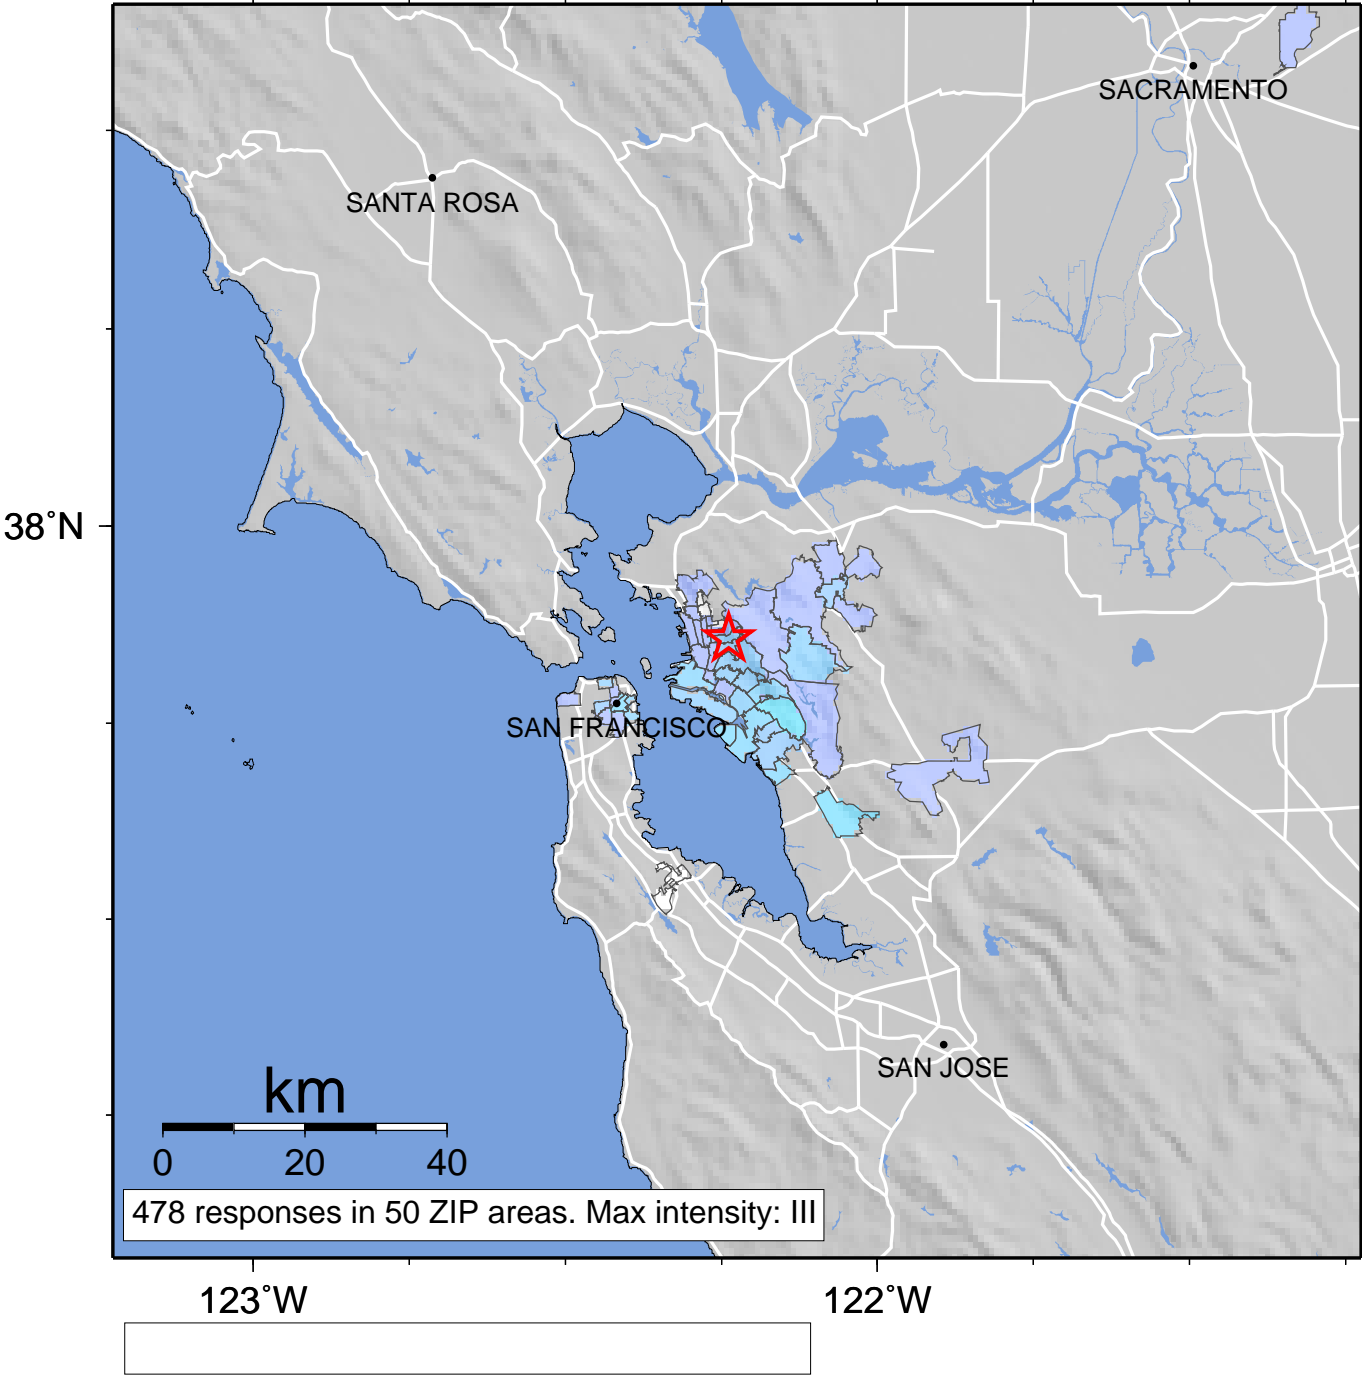 SACRAMENTO
SANTA ROSA
38°N
SAN FRANCISCO
SAN JOSE
km
0 20 40
478 responses in 50 ZIP areas. Max intensity: III
123°W 122°W